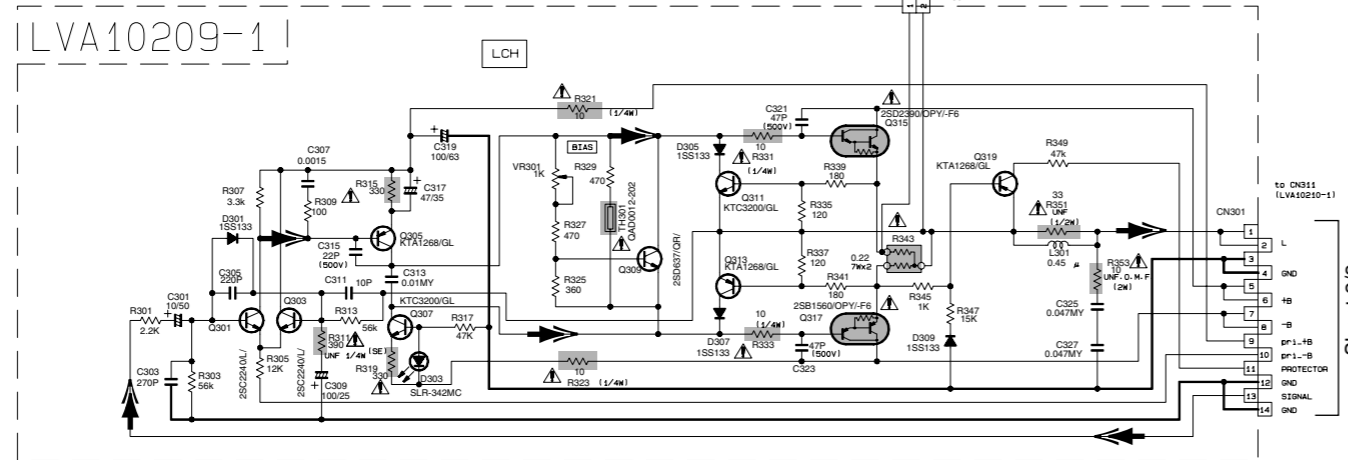 LVA10209-1
LCH
1
2
R321
10
(1/4W)
C321
47P
(500V)
2SD2390/OPY/-F6
Q315
C307
0.0015
C319
100/63
BIAS
D305
1SS133
10
R331
(1/4W)
Q319
KTA1268/GL
R349
47k
to CN311
(LVA10210-1)
R307
3.3k
R309
100
R315
330
C317
47/35
VR301
1K
R329
470
R339
180
33
R351
UNF
(1/2W)
CN301
D301
1SS133
Q305
KTA1268/GL
TH301
QAD0012-202
Q311
KTC3200/GL
R335
120
C315
22P
(500V)
R327
470
Q309
2SD637/QR/
Q313
KTA1268/GL
R337
120
0.22
7Wx2
R343
L301
0.45 μ
R353
10
UNF.O.M.F
(2W)
C305
220P
C311
10P
C313
0.01MY
R325
360
R341
180
2SB1560/OPY/-F6
R345
1K
R301
2.2K
C301
10/50
Q301
Q303
R313
56k
KTC3200/GL
Q307
R317
47K
10
(1/4W)
R333
Q317
R347
15K
C325
0.047MY
R311
390
UNF 1/4W (SE)
D307
1SS133
47P
(500V)
C323
D309
1SS133
C327
0.047MY
C303
270P
R303
56k
2SC2240/L/
R305
12K
2SC2240/L/
C309
100/25
R319
330
D303
SLR-342MC
10
R323
(1/4W)
1
2
L
3
4
GND
5
6
+B
7
8
-B
9
pri_+B
10
pri_-B
11
PROTECTOR
12
GND
13
SIGNAL
14
GND